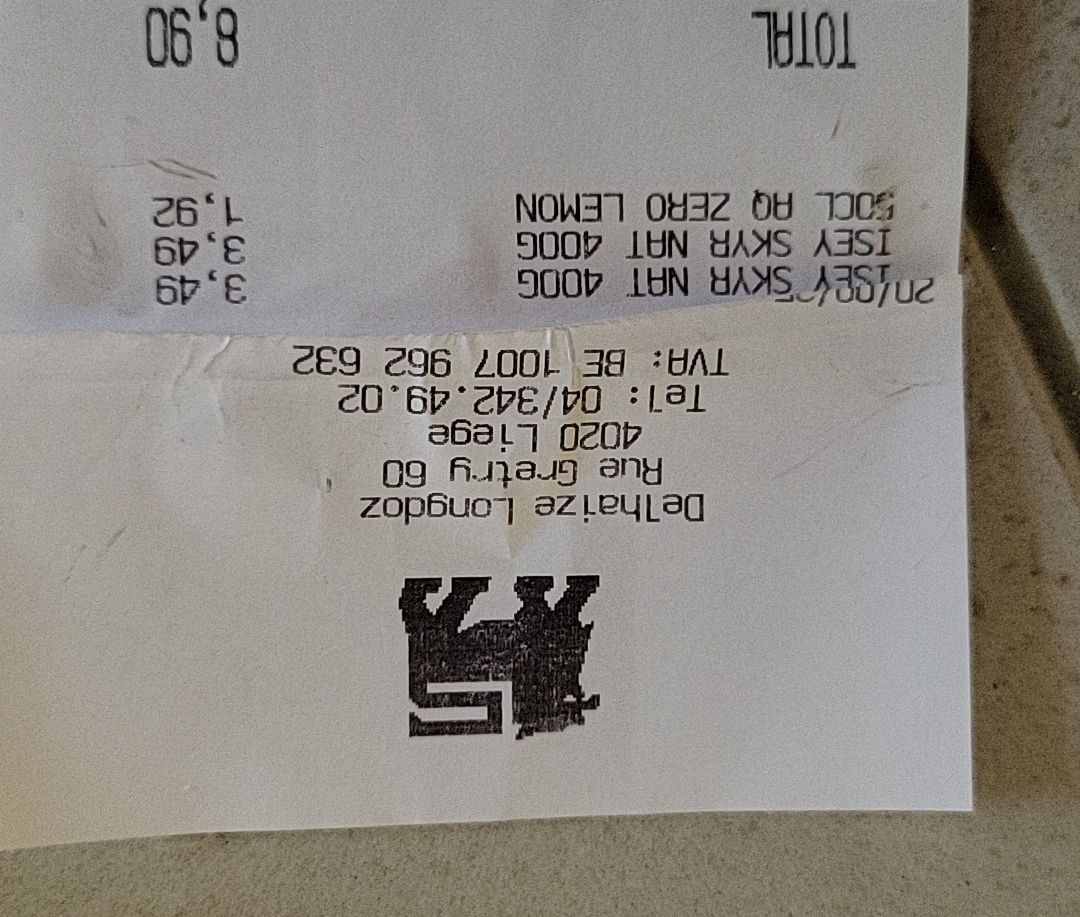 Delhaize Longdoz
Rue Gretry 60
4020 Liege
Tel: 04/342.49.02
TVA: BE 1007 962 632
ISEY SKYR NAT 400G 3,49
ISEY SKYR NAT 400G 3,49
50CL AQ ZERO LEMON 1,92
TOTAL 8,90